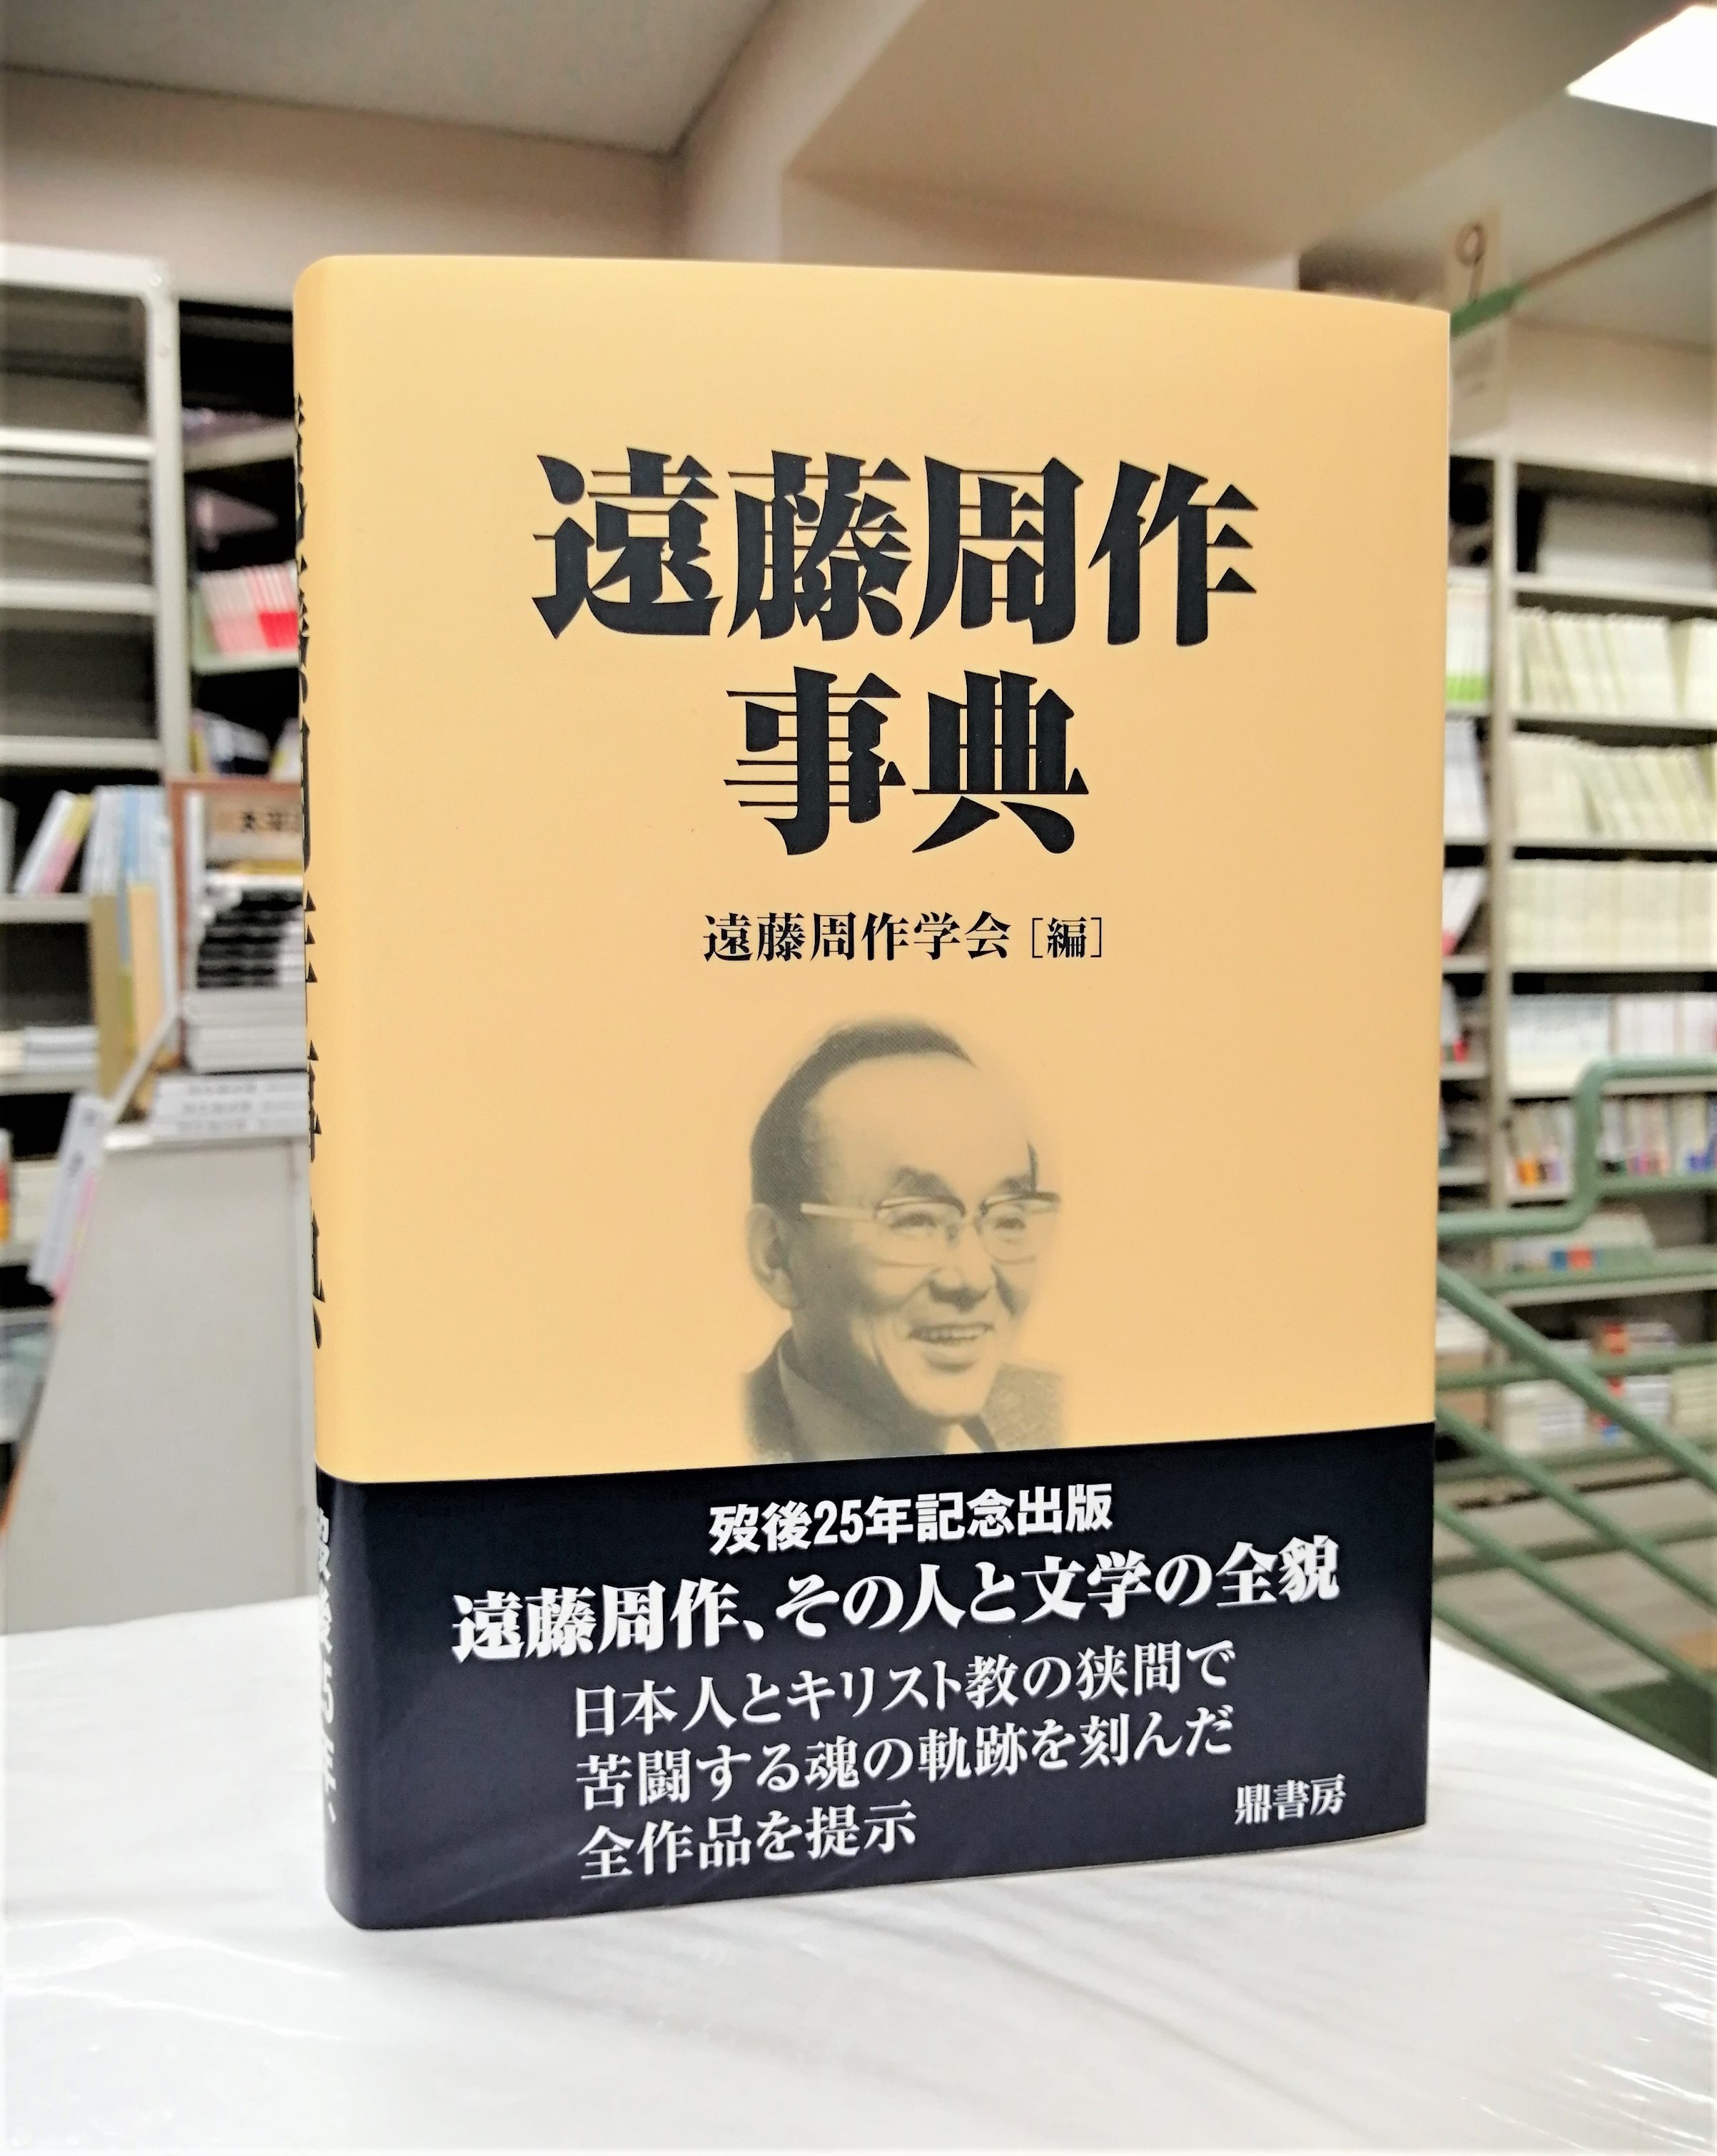 遠藤周作
事典
遠藤周作学会［編］
歿後25年記念出版
遠藤周作、その人と文学の全貌
日本人とキリスト教の狭間で
苦闘する魂の軌跡を刻んだ
全作品を提示
鼎書房
9